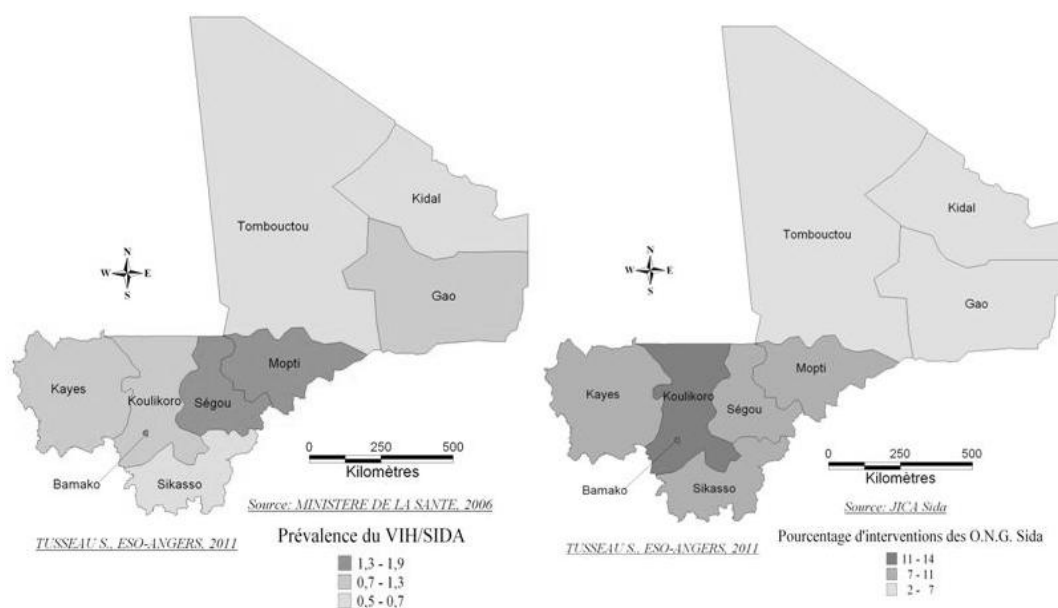 Kidal
Tombouctou
N
W E
S
Gao
Mopti
Kayes
Koulikoro
Ségou
Bamako
Sikasso
0 250 500
Kilomètres
Source: MINISTERE DE LA SANTE, 2006
TUSSEAU S., ESO-ANGERS, 2011
Prévalence du VIH/SIDA
1,3 - 1,9
0,7 - 1,3
0,5 - 0,7
Kidal
Tombouctou
N
W E
S
Gao
Mopti
Kayes
Koulikoro
Ségou
Bamako
Sikasso
0 250 500
Kilomètres
Source: JICA Sida
TUSSEAU S., ESO-ANGERS, 2011
Pourcentage d'interventions des O.N.G. Sida
11 - 14
7 - 11
2 - 7